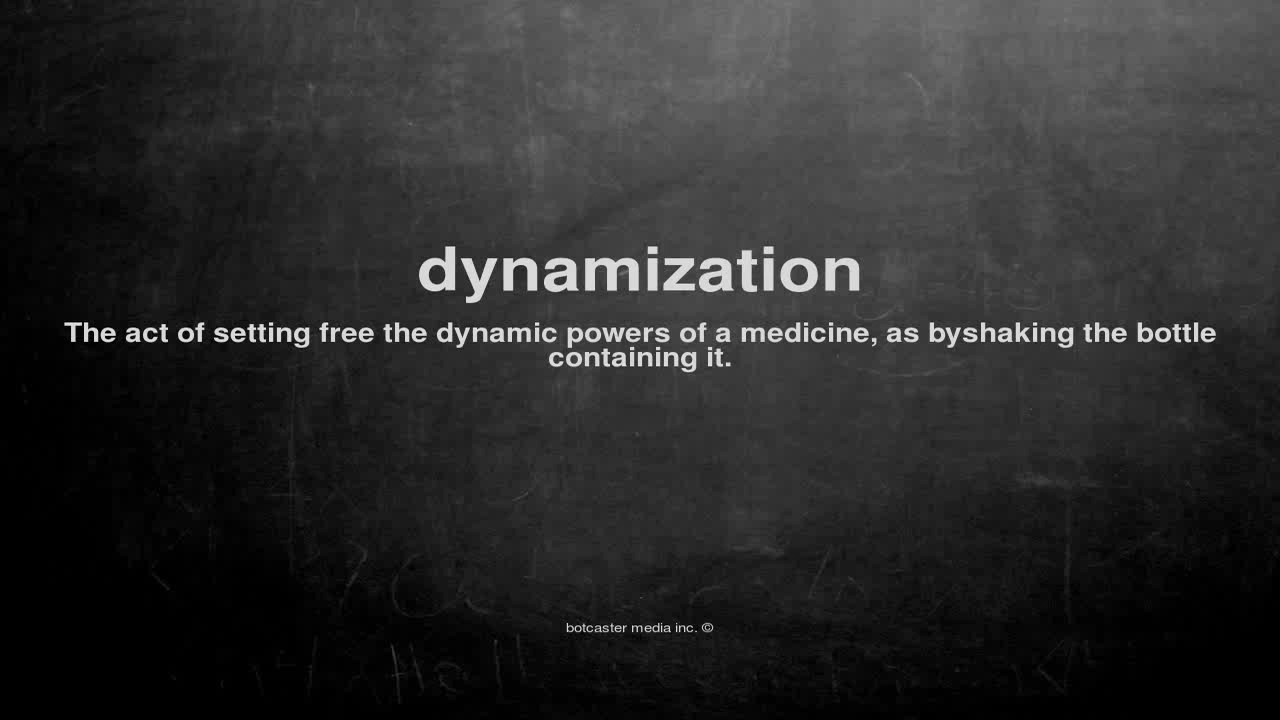 dynamization
The act of setting free the dynamic powers of a medicine, as byshaking the bottle
containing it.
botcaster media inc. ©